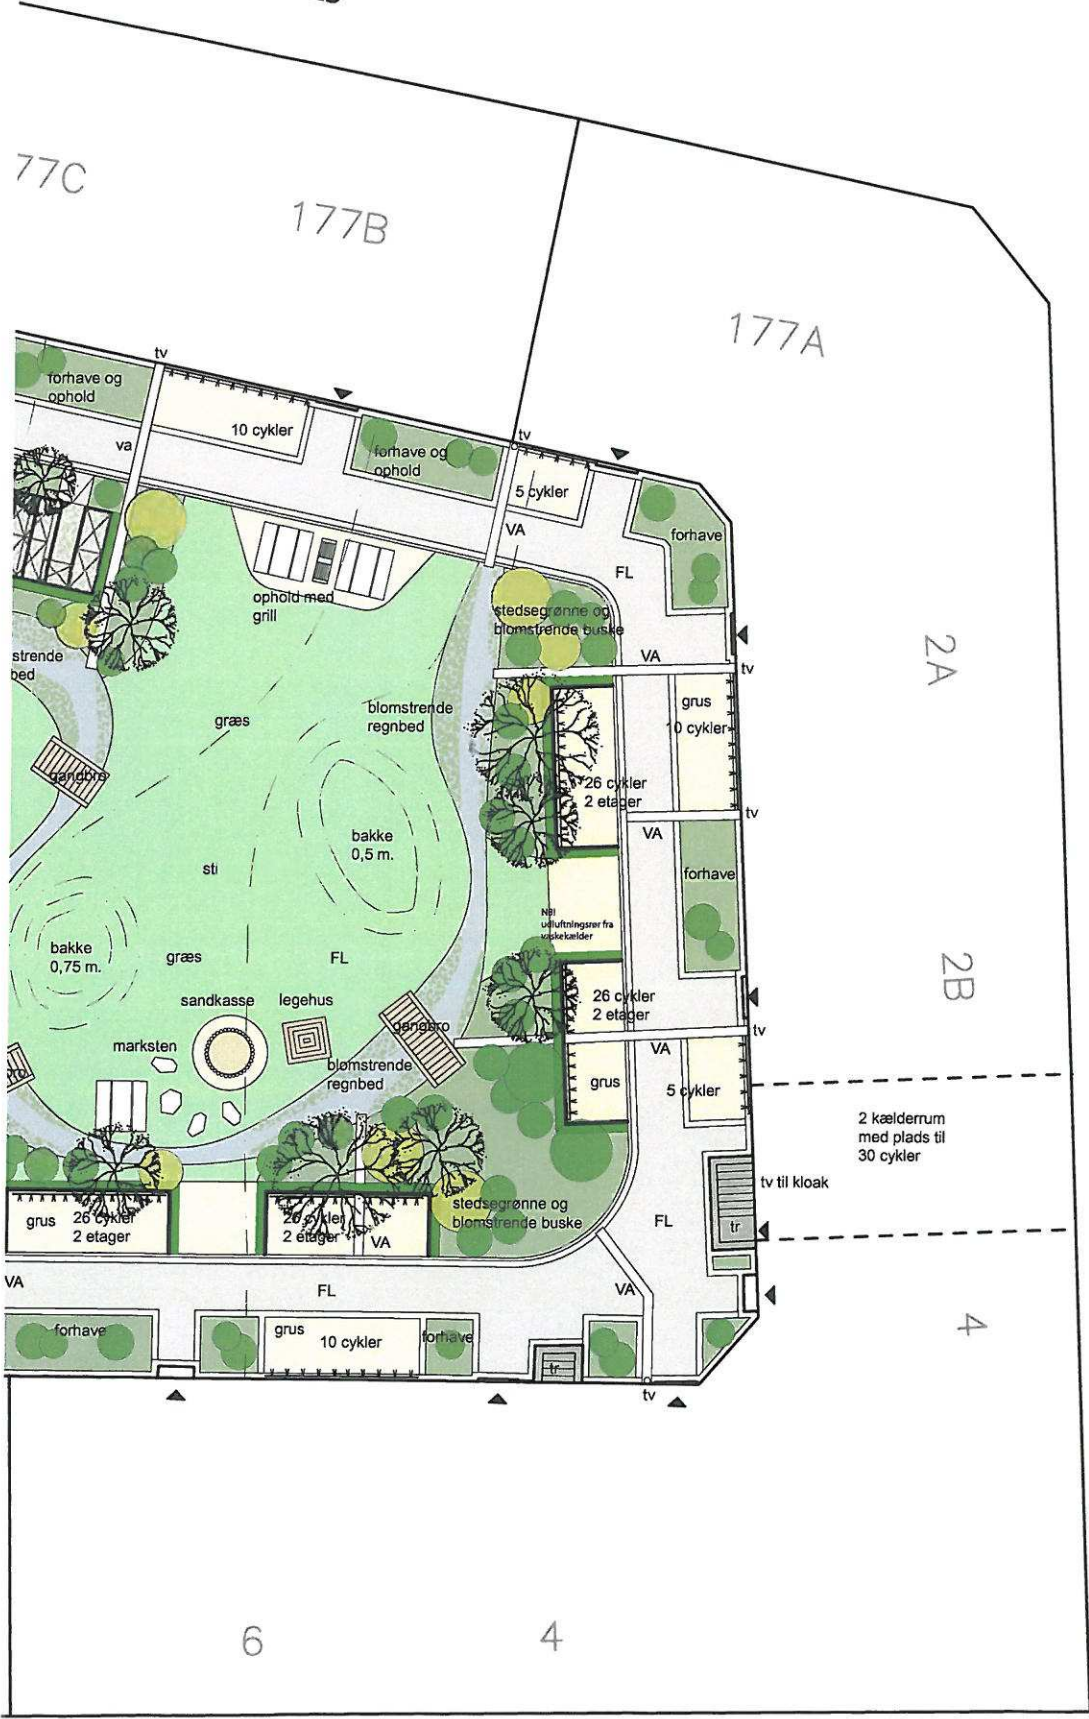 77C
177B
177A
tv
forhave og
ophold
10 cykler
va
forhave og
ophold
tv
5 cykler
VA
forhave
FL
ophold med
grill
stedsegrønne og
blomstrende buske
VA
tv
2A
strende
bed
grus
10 cykler
græs
blomstrende
regnbed
gangbro
26 cykler
2 etager
tv
VA
bakke
0,5 m.
sti
forhave
udluftningsrør fra
vaskekælder
bakke
0,75 m.
græs
FL
2B
sandkasse
legehus
26 cykler
2 etager
gangbro
tv
marksten
VA
blomstrende
regnbed
grus
5 cykler
2 kælderrum
med plads til
30 cykler
tv til kloak
stedsegrønne og
blomstrende buske
grus
26 cykler
2 etager
26 cykler
2 etager
VA
FL
tr
VA
FL
VA
4
forhave
grus
10 cykler
forhave
tr
tv
6
4